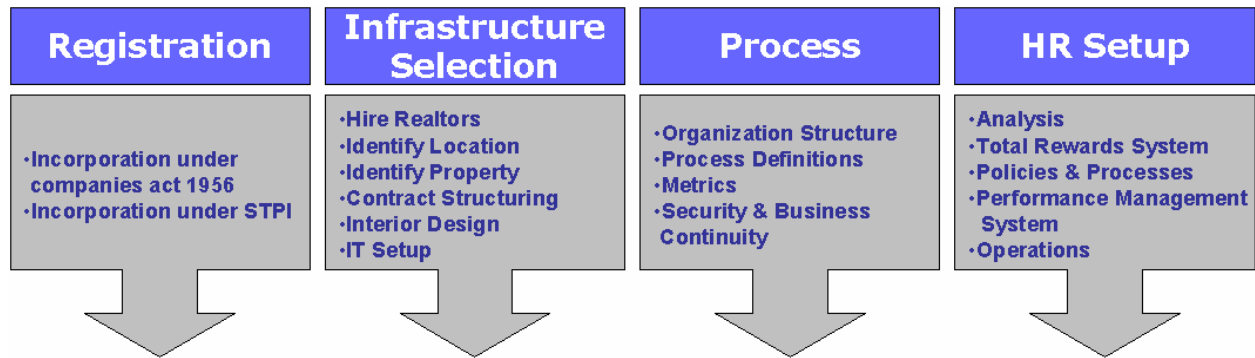 Registration
·Incorporation under
companies act 1956
·Incorporation under STPI
Infrastructure
Selection
·Hire Realtors
·Identify Location
·Identify Property
·Contract Structuring
·Interior Design
·IT Setup
Process
·Organization Structure
·Process Definitions
·Metrics
·Security & Business
Continuity
HR Setup
·Analysis
·Total Rewards System
·Policies & Processes
·Performance Management
System
·Operations